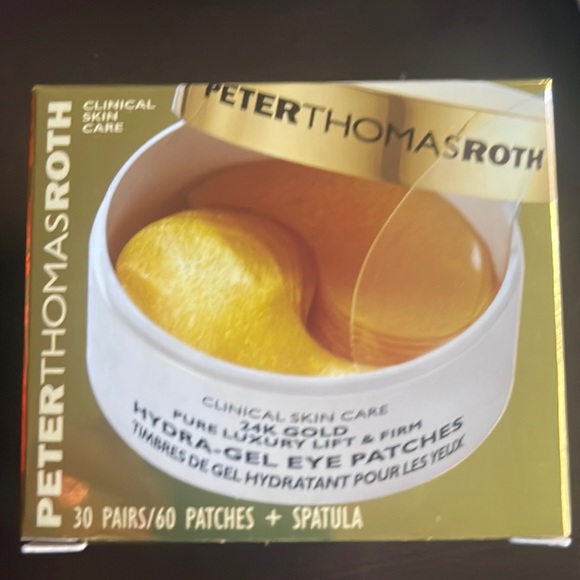 PETERTHOMASROTH
CLINICAL
SKIN
CARE
PETERTHOMASROTH
CLINICAL SKIN CARE
24K GOLD
PURE LUXURY LIFT & FIRM
HYDRA-GEL EYE PATCHES
TIMBRES DE GEL HYDRATANT POUR LES YEUX
30 PAIRS/60 PATCHES + SPATULA